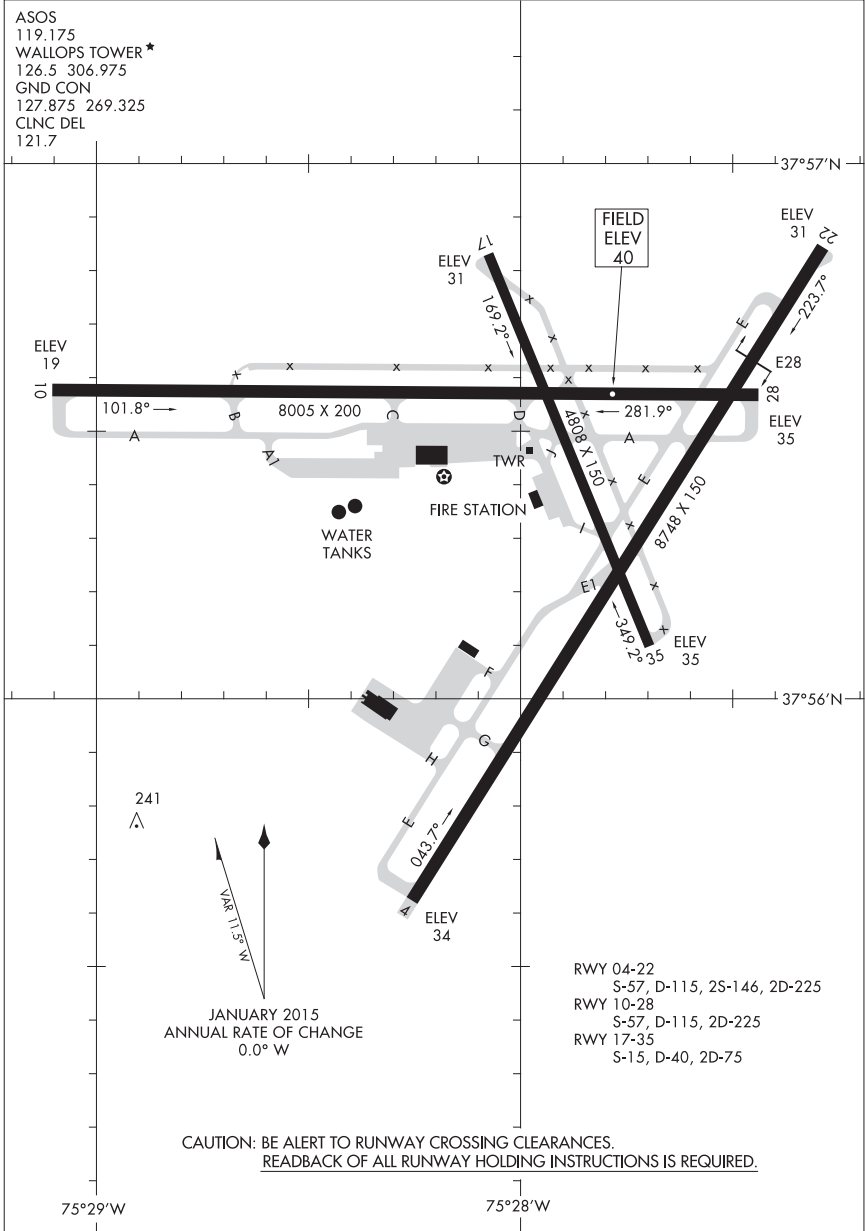 ASOS
119.175
WALLOPS TOWER★
126.5 306.975
GND CON
127.875 269.325
CLNC DEL
121.7
37°57'N
FIELD
ELEV
40
ELEV
31
22
17
ELEV
31
169.2°
223.7°
E
E28
ELEV
19
10
28
101.8°
B
8005 X 200
C
D
281.9°
ELEV
35
A
A1
4808 X 150
J
A
TWR
E
8748 X 150
FIRE STATION
WATER
TANKS
I
E1
349.2°
35
ELEV
35
F
37°56'N
G
H
241
E
043.7°
VAR 11.5° W
4
ELEV
34
JANUARY 2015
ANNUAL RATE OF CHANGE
0.0° W
RWY 04-22
S-57, D-115, 2S-146, 2D-225
RWY 10-28
S-57, D-115, 2D-225
RWY 17-35
S-15, D-40, 2D-75
CAUTION: BE ALERT TO RUNWAY CROSSING CLEARANCES.
READBACK OF ALL RUNWAY HOLDING INSTRUCTIONS IS REQUIRED.
75°29'W
75°28'W